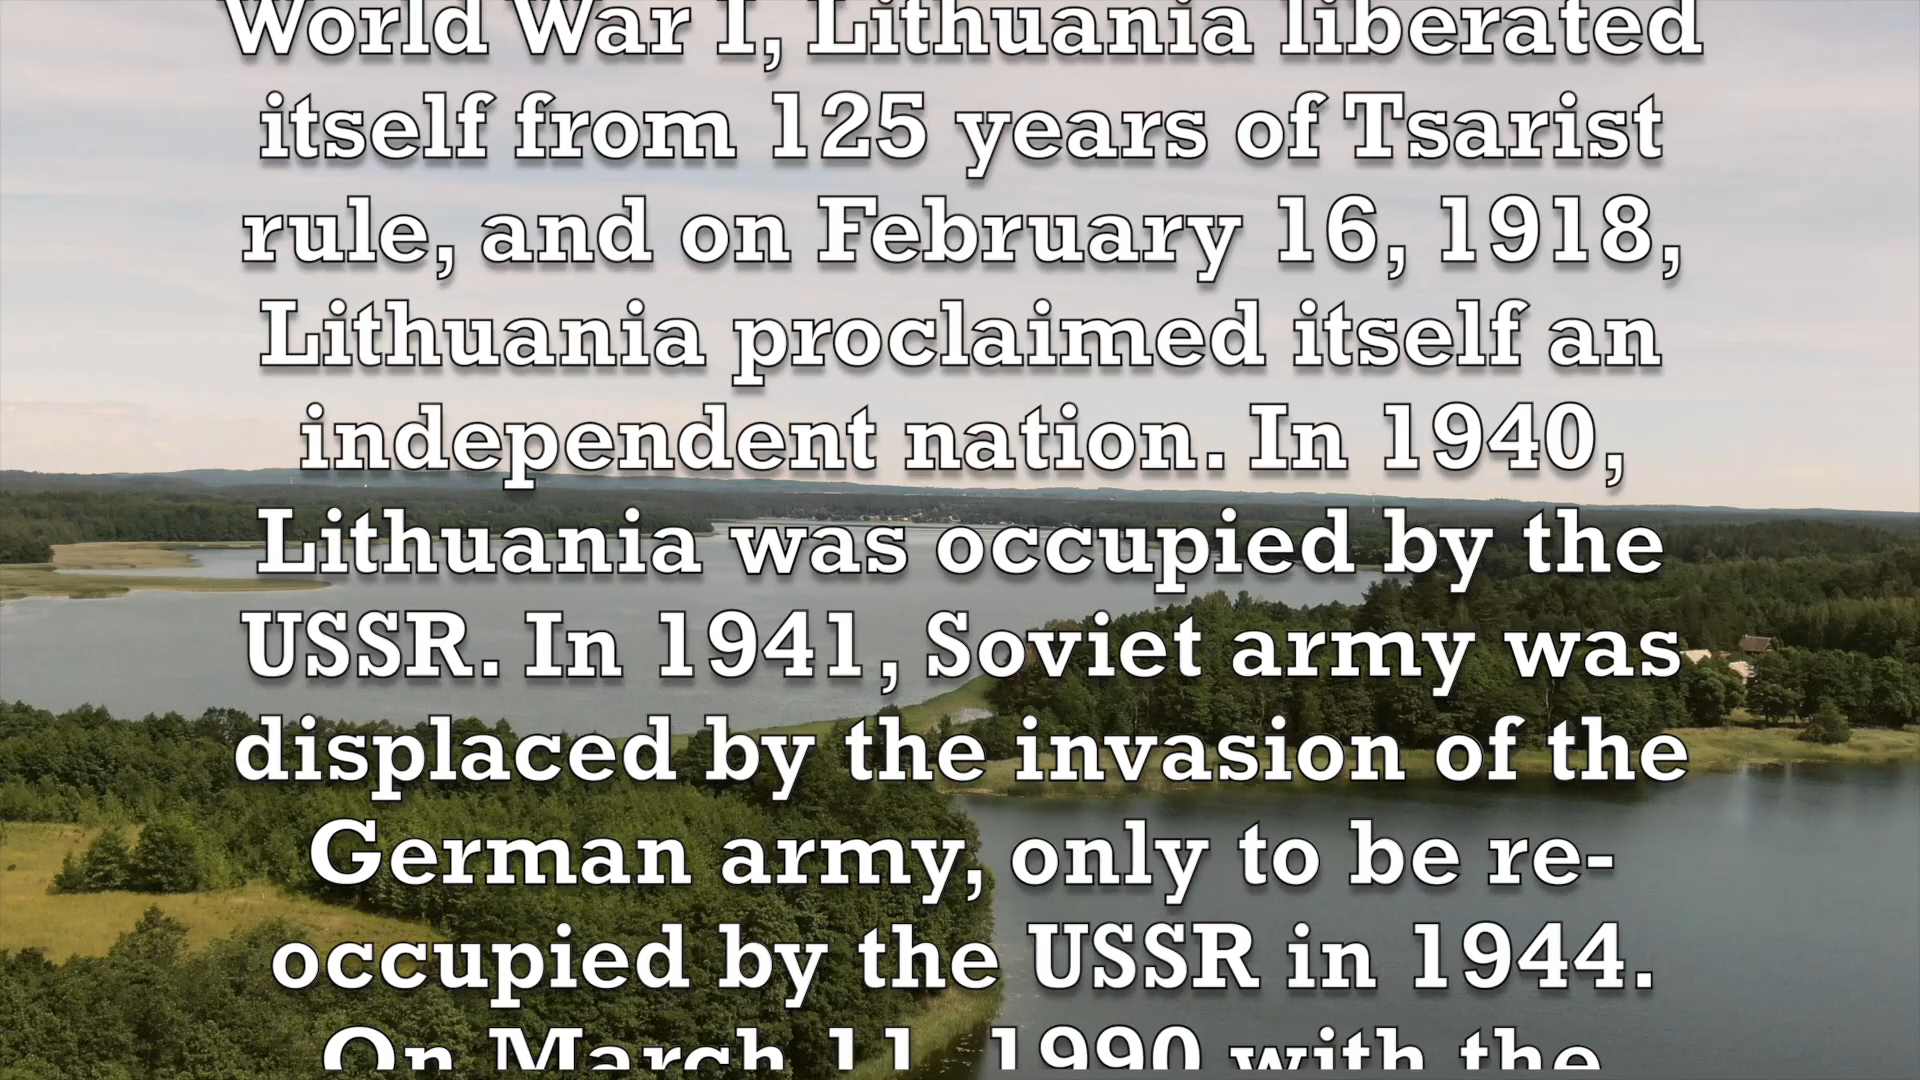 World War I, Lithuania liberated
itself from 125 years of Tsarist
rule, and on February 16, 1918,
Lithuania proclaimed itself an
independent nation. In 1940,
Lithuania was occupied by the
USSR. In 1941, Soviet army was
displaced by the invasion of the
German army, only to be re-
occupied by the USSR in 1944.
On March 11, 1990 with the